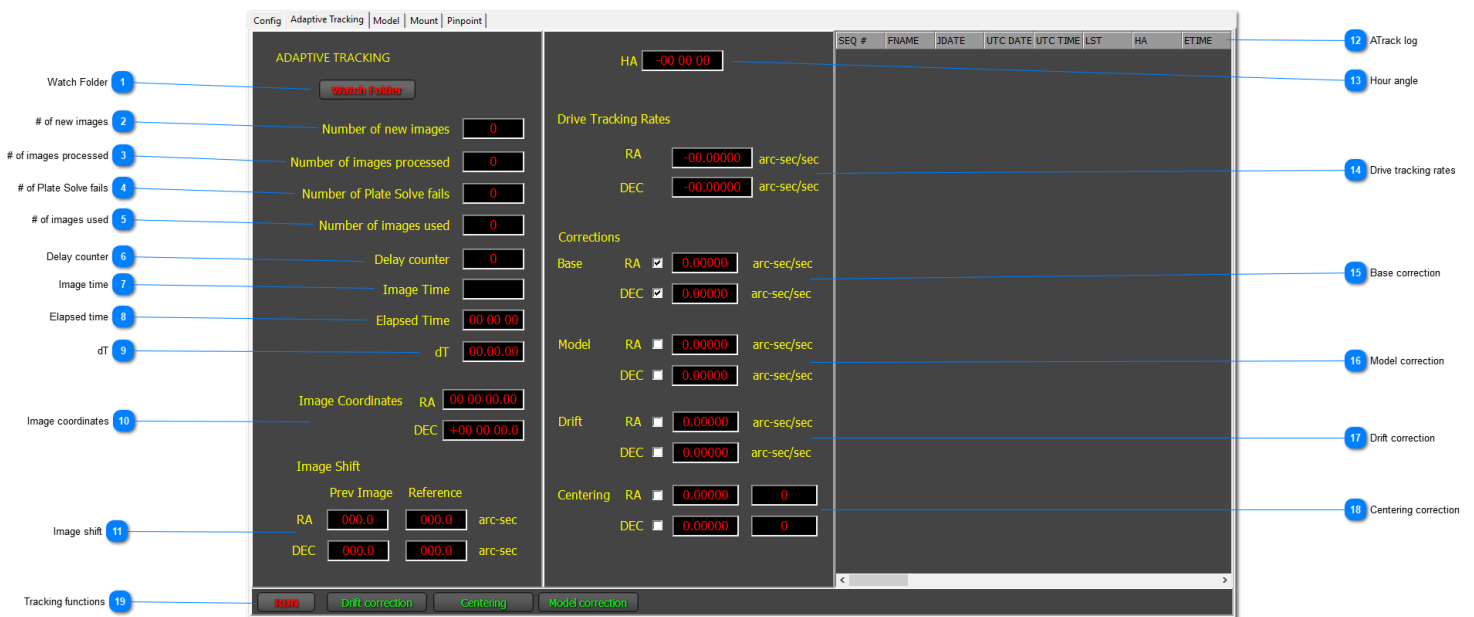 Config Adaptive Tracking Model Mount Pinpoint
ADAPTIVE TRACKING
Watch Folder 1
Watch Folder
# of new images 2
Number of new images 0
# of images processed 3
Number of images processed 0
# of Plate Solve fails 4
Number of Plate Solve fails 0
# of images used 5
Number of images used 0
Delay counter 6
Delay counter 0
Image time 7
Image Time
Elapsed time 8
Elapsed Time 00 00 00
dT 9
dT 00.00.00
Image coordinates 10
Image Coordinates RA 00 00 00.00
DEC +00 00 00.0
Image Shift
Prev Image Reference
Image shift 11
RA 000.0 000.0 arc-sec
DEC 000.0 000.0 arc-sec
HA -00 00 00
Drive Tracking Rates
RA -00.00000 arc-sec/sec
DEC -00.00000 arc-sec/sec
Corrections
Base RA 0.00000 arc-sec/sec
DEC 0.00000 arc-sec/sec
Model RA 0.00000 arc-sec/sec
DEC 0.00000 arc-sec/sec
Drift RA 0.00000 arc-sec/sec
DEC 0.00000 arc-sec/sec
Centering RA 0.00000 0
DEC 0.00000 0
SEQ # FNAME JDATE UTC DATE UTC TIME LST HA ETIME
12 ATrack log
13 Hour angle
14 Drive tracking rates
15 Base correction
16 Model correction
17 Drift correction
18 Centering correction
Tracking functions 19
RUN Drift correction Centering Model correction